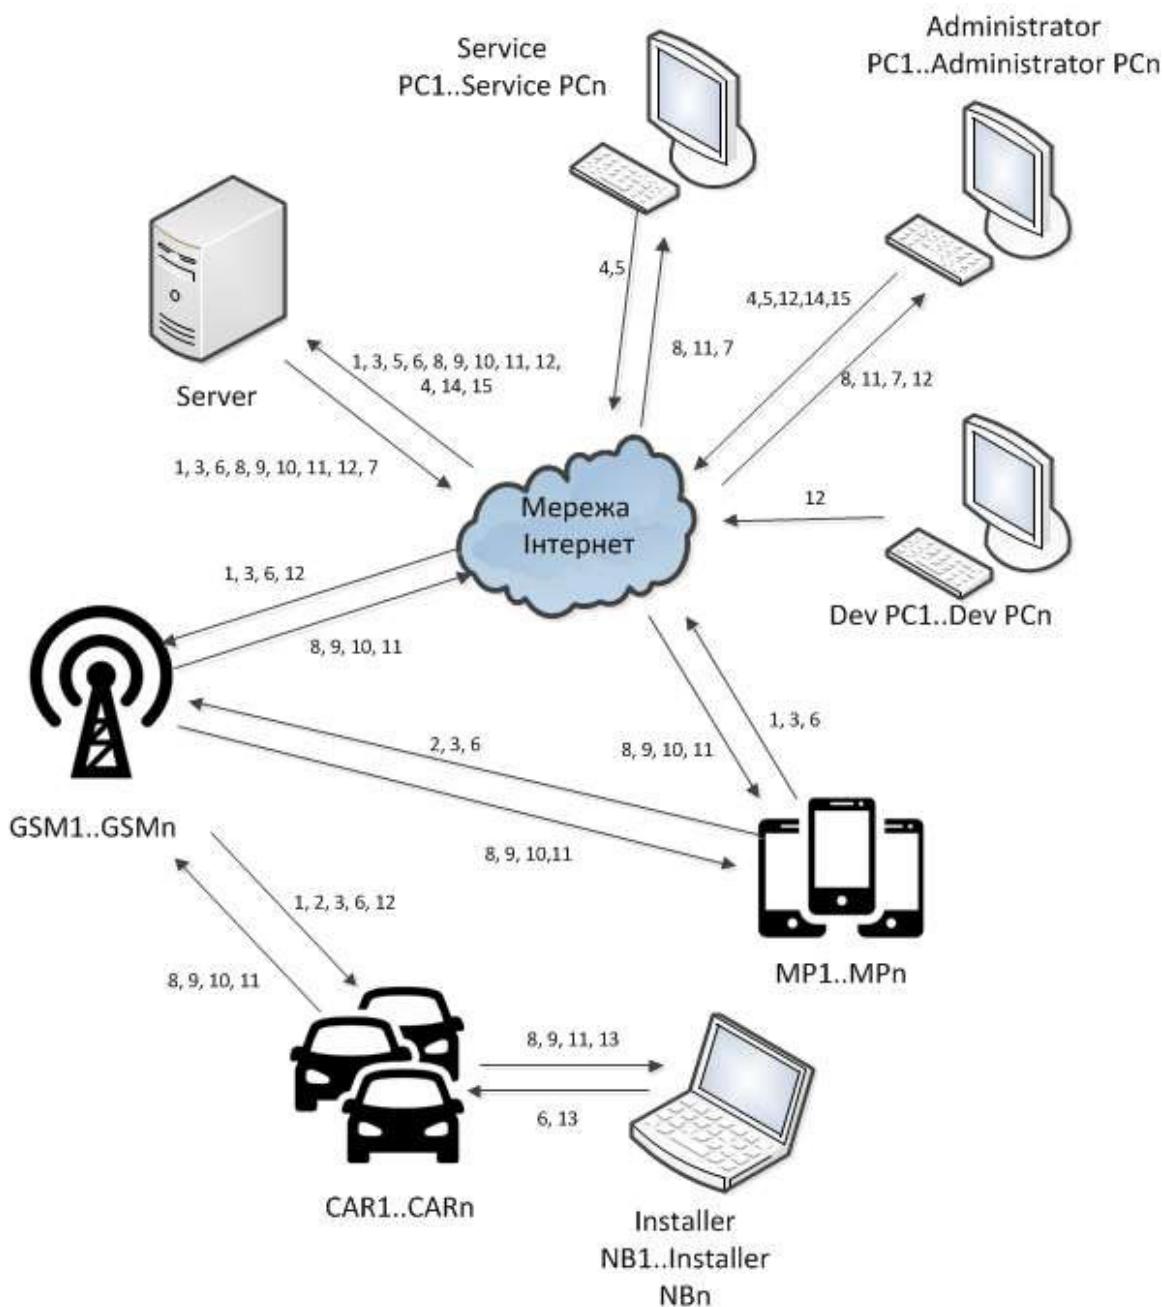 Service
PC1..Service PCn
Administrator
PC1..Administrator PCn
4,5
8, 11, 7
4,5,12,14,15
8, 11, 7, 12
Server
1, 3, 5, 6, 8, 9, 10, 11, 12,
4, 14, 15
1, 3, 6, 8, 9, 10, 11, 12, 7
Мережа
Інтернет
12
Dev PC1..Dev PCn
1, 3, 6, 12
8, 9, 10, 11
2, 3, 6
8, 9, 10, 11
1, 3, 6
GSM1..GSMn
8, 9, 10,11
1, 2, 3, 6, 12
8, 9, 10, 11
MP1..MPn
8, 9, 11, 13
6, 13
CAR1..CARn
Installer
NB1..Installer
NBn